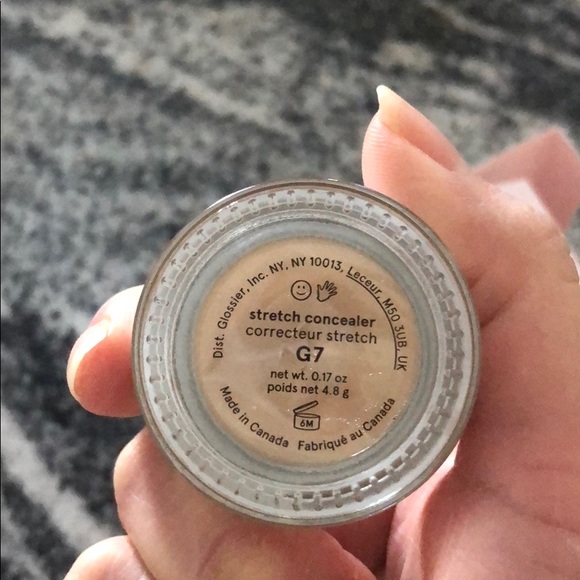 Dist. Glossier, Inc. NY, NY 10013, Leceur, M50 3UB, UK
stretch concealer
correcteur stretch
G7
net wt. 0.17 oz
poids net 4.8 g
6M
Made in Canada Fabriqué au Canada